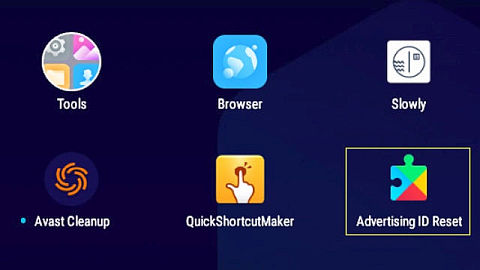 Tools
Browser
Slowly
Avast Cleanup
QuickShortcutMaker
Advertising ID Reset